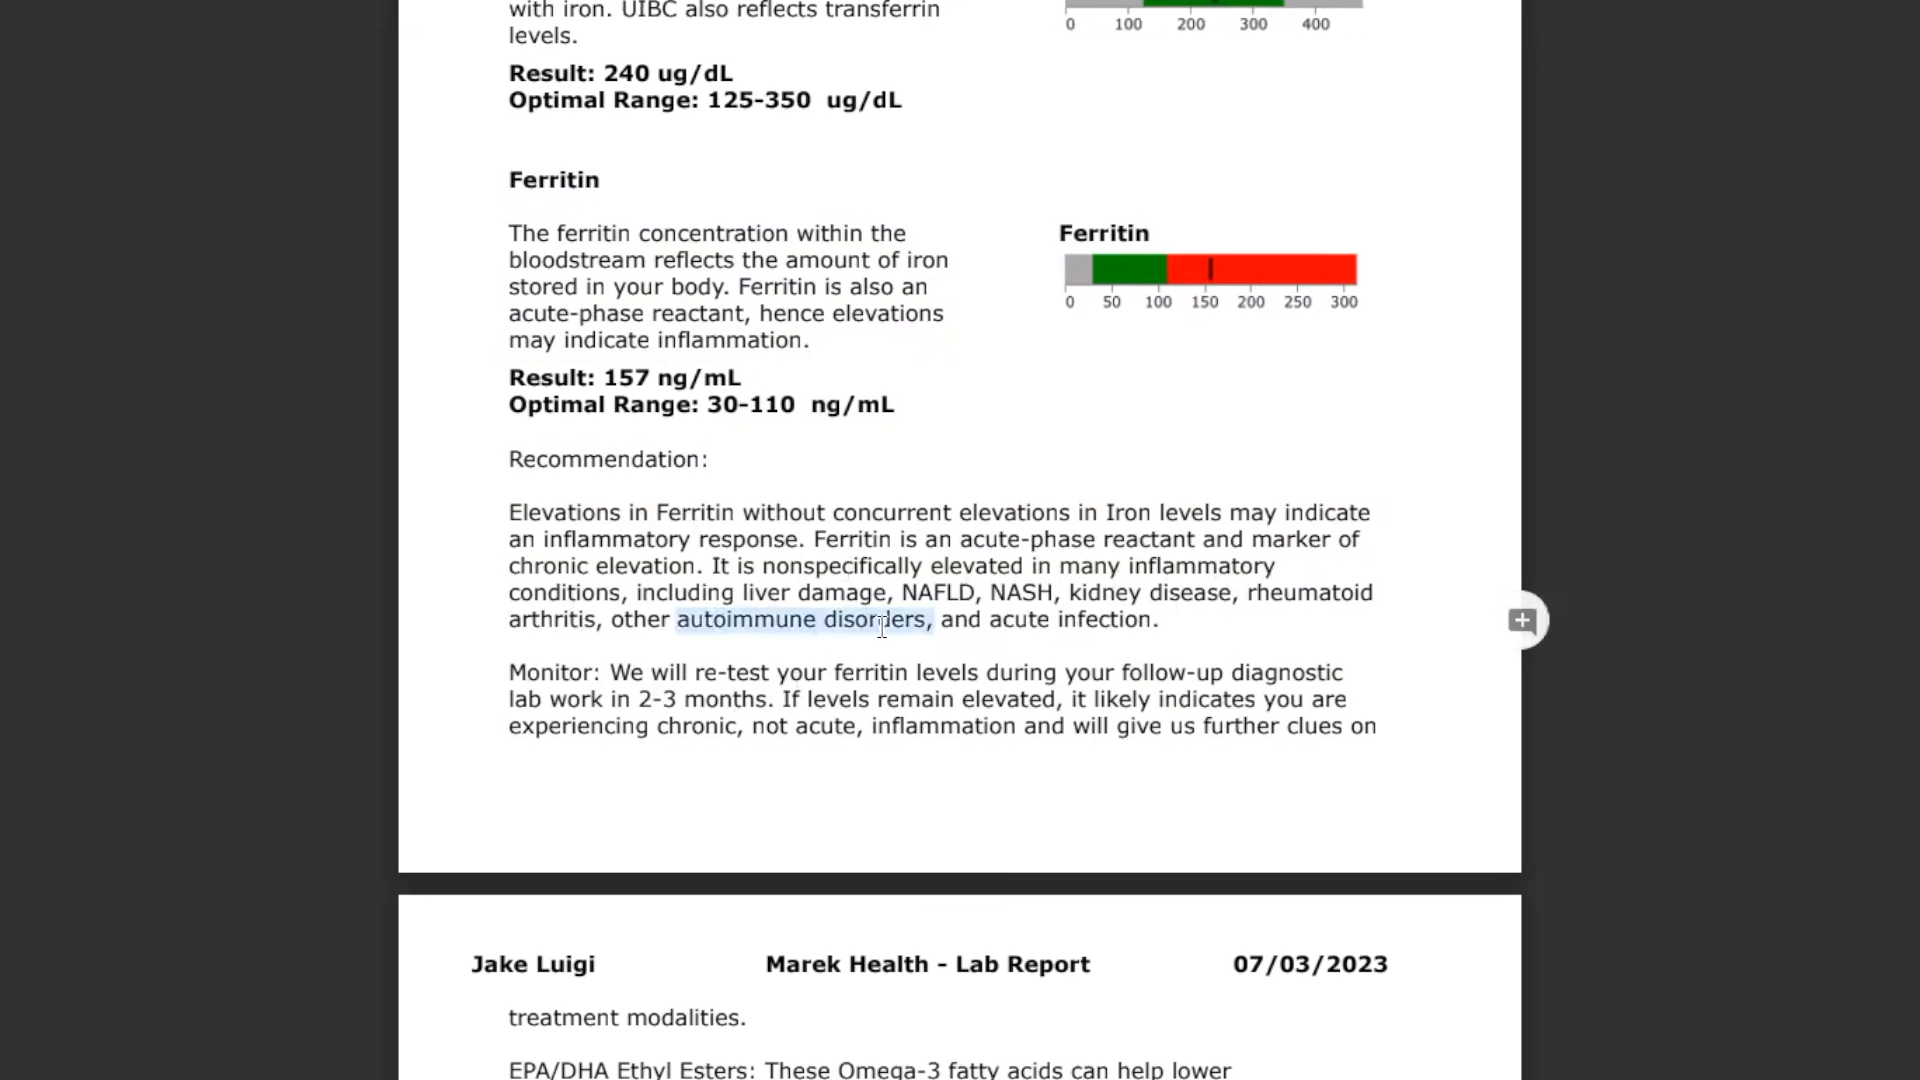 with iron. UIBC also reflects transferrin
levels.
0 100 200 300 400
Result: 240 ug/dL
Optimal Range: 125-350 ug/dL
Ferritin
The ferritin concentration within the
bloodstream reflects the amount of iron
stored in your body. Ferritin is also an
acute-phase reactant, hence elevations
may indicate inflammation.
Ferritin
0 50 100 150 200 250 300
Result: 157 ng/mL
Optimal Range: 30-110 ng/mL
Recommendation:
Elevations in Ferritin without concurrent elevations in Iron levels may indicate
an inflammatory response. Ferritin is an acute-phase reactant and marker of
chronic elevation. It is nonspecifically elevated in many inflammatory
conditions, including liver damage, NAFLD, NASH, kidney disease, rheumatoid
arthritis, other autoimmune disorders, and acute infection.
Monitor: We will re-test your ferritin levels during your follow-up diagnostic
lab work in 2-3 months. If levels remain elevated, it likely indicates you are
experiencing chronic, not acute, inflammation and will give us further clues on
Jake Luigi Marek Health - Lab Report 07/03/2023
treatment modalities.
EPA/DHA Ethyl Esters: These Omega-3 fatty acids can help lower